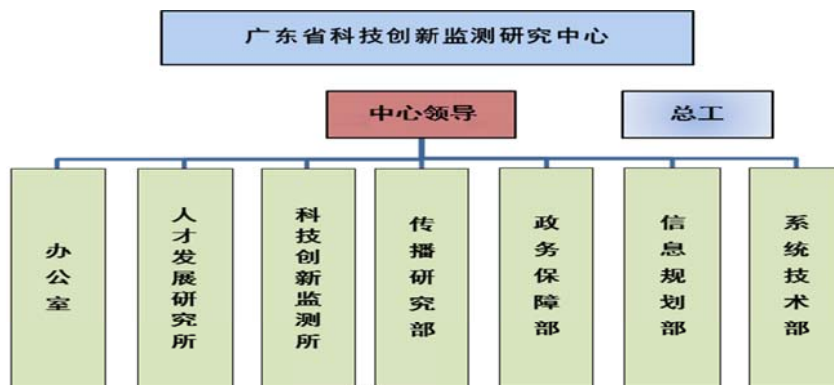 广东省科技创新监测研究中心
中心领导
总工
办公室
人才发展研究所
科技创新监测所
传播研究部
政务保障部
信息规划部
系统技术部